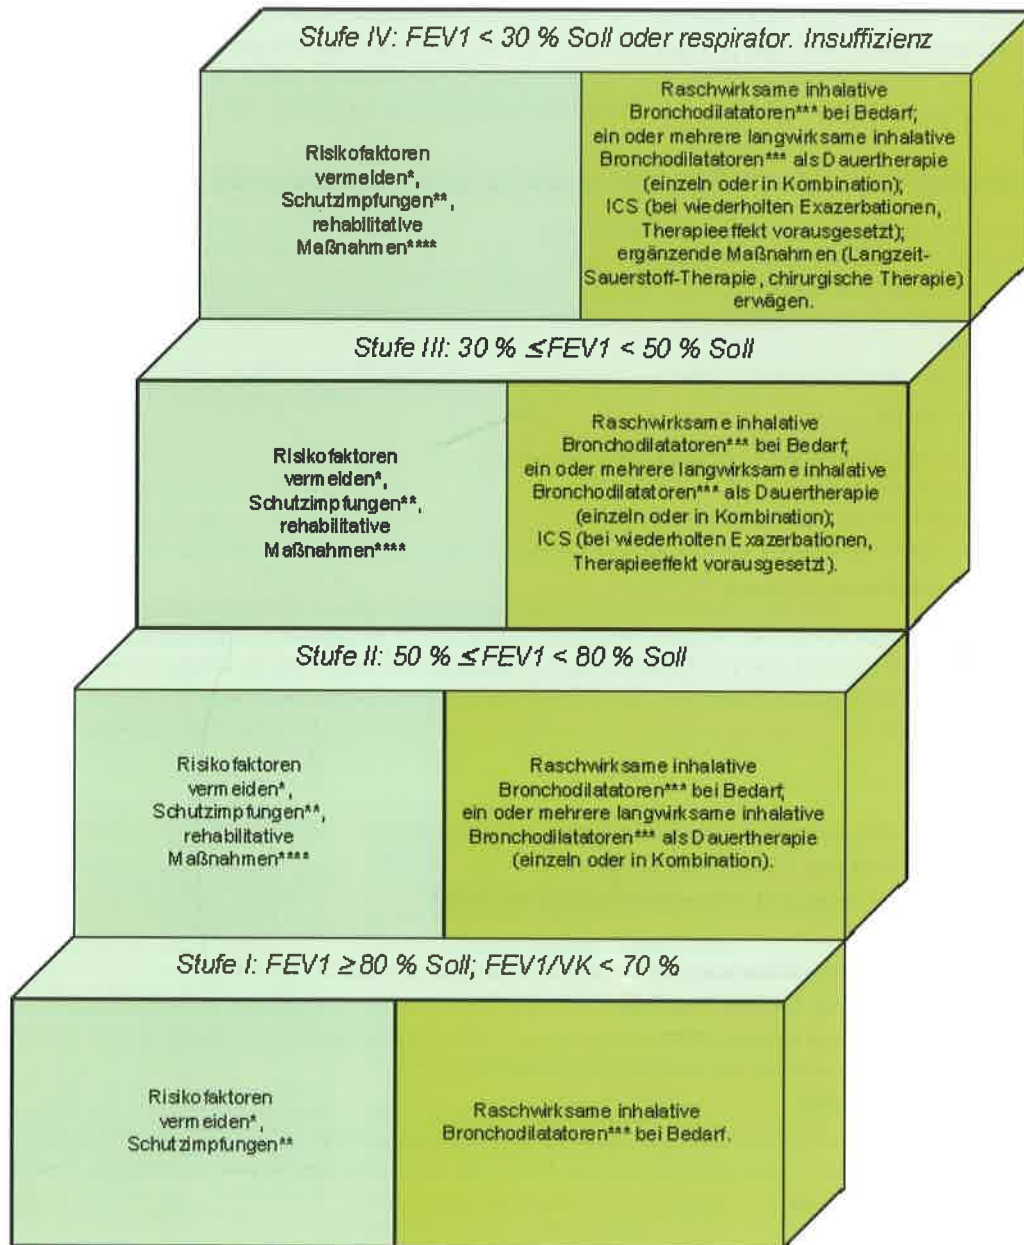 Stufe IV: FEV1 < 30 % Soll oder respirator. Insuffizienz
Risikofaktoren
vermeiden*,
Schutzimpfungen**,
rehabilitative
Maßnahmen****
Raschwirksame inhalative
Bronchodilatatoren*** bei Bedarf;
ein oder mehrere langwirksame inhalative
Bronchodilatatoren*** als Dauertherapie
(einzeln oder in Kombination);
ICS (bei wiederholten Exazerbationen,
Therapieeffekt vorausgesetzt);
ergänzende Maßnahmen (Langzeit-
Sauerstoff-Therapie, chirurgische Therapie)
erwägen.
Stufe III: 30 % ≤FEV1 < 50 % Soll
Risikofaktoren
vermeiden*,
Schutzimpfungen**,
rehabilitative
Maßnahmen****
Raschwirksame inhalative
Bronchodilatatoren*** bei Bedarf,
ein oder mehrere langwirksame inhalative
Bronchodilatatoren*** als Dauertherapie
(einzeln oder in Kombination);
ICS (bei wiederholten Exazerbationen,
Therapieeffekt vorausgesetzt).
Stufe II: 50 % ≤FEV1 < 80 % Soll
Risikofaktoren
vermeiden*,
Schutzimpfungen**,
rehabilitative
Maßnahmen****
Raschwirksame inhalative
Bronchodilatatoren*** bei Bedarf,
ein oder mehrere langwirksame inhalative
Bronchodilatatoren*** als Dauertherapie
(einzeln oder in Kombination).
Stufe I: FEV1 ≥80 % Soll; FEV1/VK < 70 %
Risikofaktoren
vermeiden*,
Schutzimpfungen**
Raschwirksame inhalative
Bronchodilatatoren*** bei Bedarf.